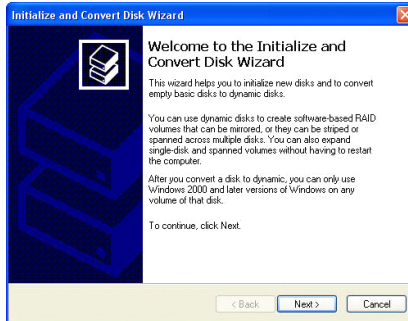 Initialize and Convert Disk Wizard
Welcome to the Initialize and
Convert Disk Wizard
This wizard helps you to initialize new disks and to convert
empty basic disks to dynamic disks.
You can use dynamic disks to create software-based RAID
volumes that can be mirrored, or they can be striped or
spanned across multiple disks. You can also expand
single-disk and spanned volumes without having to restart
the computer.
After you convert a disk to dynamic, you can only use
Windows 2000 and later versions of Windows on any
volume of that disk.
To continue, click Next.
< Back Next > Cancel